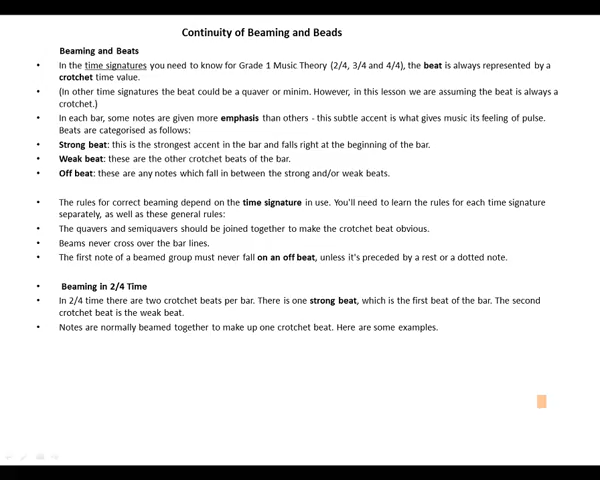 Continuity of Beaming and Beads
Beaming and Beats
• In the time signatures you need to know for Grade 1 Music Theory (2/4, 3/4 and 4/4), the beat is always represented by a
crotchet time value.
• (In other time signatures the beat could be a quaver or minim. However, in this lesson we are assuming the beat is always a
crotchet.)
• In each bar, some notes are given more emphasis than others - this subtle accent is what gives music its feeling of pulse.
Beats are categorised as follows:
• Strong beat: this is the strongest accent in the bar and falls right at the beginning of the bar.
• Weak beat: these are the other crotchet beats of the bar.
• Off beat: these are any notes which fall in between the strong and/or weak beats.
• The rules for correct beaming depend on the time signature in use. You'll need to learn the rules for each time signature
separately, as well as these general rules:
• The quavers and semiquavers should be joined together to make the crotchet beat obvious.
• Beams never cross over the bar lines.
• The first note of a beamed group must never fall on an off beat, unless it's preceded by a rest or a dotted note.
• Beaming in 2/4 Time
• In 2/4 time there are two crotchet beats per bar. There is one strong beat, which is the first beat of the bar. The second
crotchet beat is the weak beat.
• Notes are normally beamed together to make up one crotchet beat. Here are some examples.